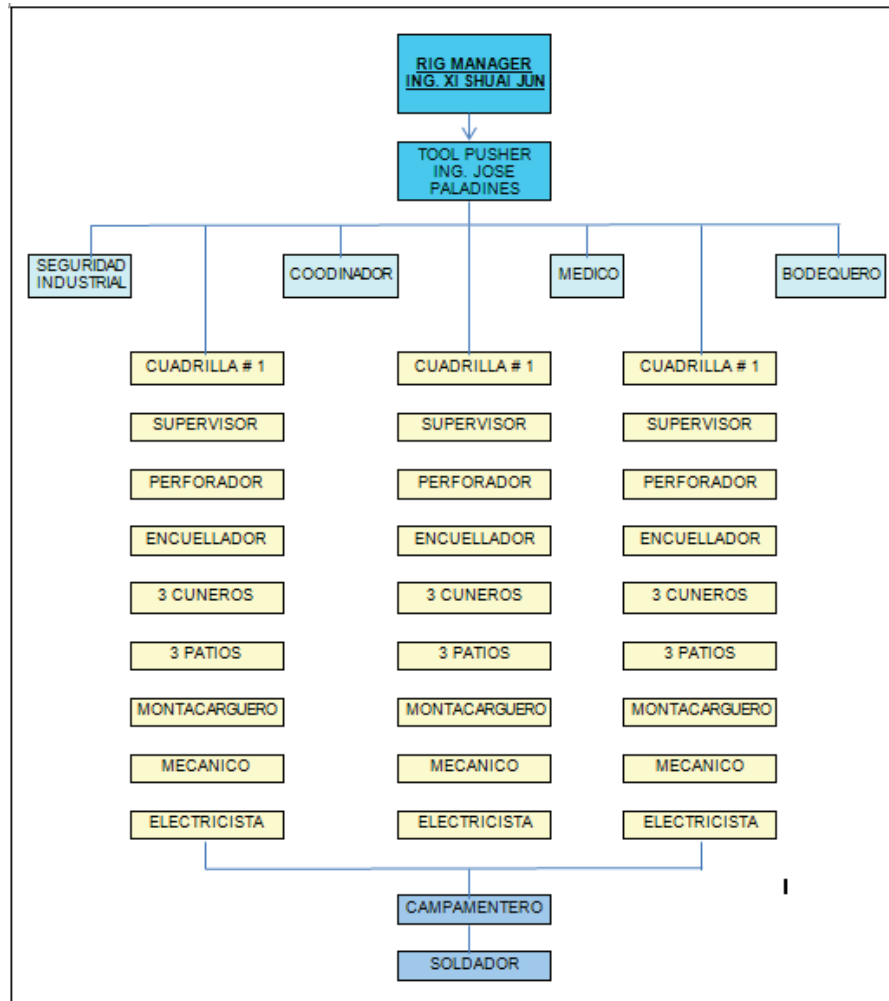 RIG MANAGER
ING. XI SHUAI JUN
TOOL PUSHER
ING. JOSE
PALADINES
SEGURIDAD
INDUSTRIAL
COODINADOR
MEDICO
BODEQUERO
CUADRILLA # 1
CUADRILLA # 1
CUADRILLA # 1
SUPERVISOR
SUPERVISOR
SUPERVISOR
PERFORADOR
PERFORADOR
PERFORADOR
ENCUELLADOR
ENCUELLADOR
ENCUELLADOR
3 CUNEROS
3 CUNEROS
3 CUNEROS
3 PATIOS
3 PATIOS
3 PATIOS
MONTACARGUERO
MONTACARGUERO
MONTACARGUERO
MECANICO
MECANICO
MECANICO
ELECTRICISTA
ELECTRICISTA
ELECTRICISTA
CAMPAMENTERO
SOLDADOR